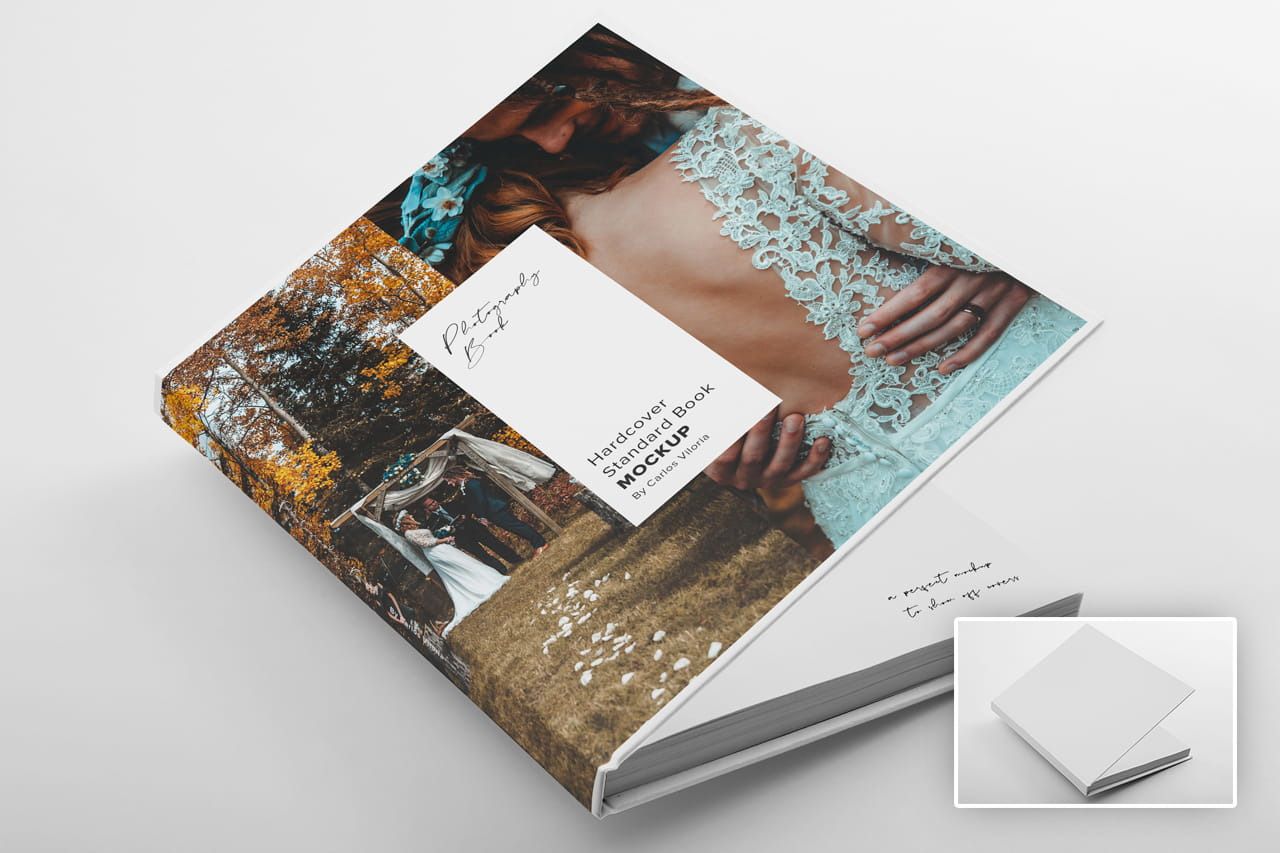 Photography
Book
Hardcover
Standard Book
MOCKUP
By Carlos Viloria
a perfect mockup
to show off covers